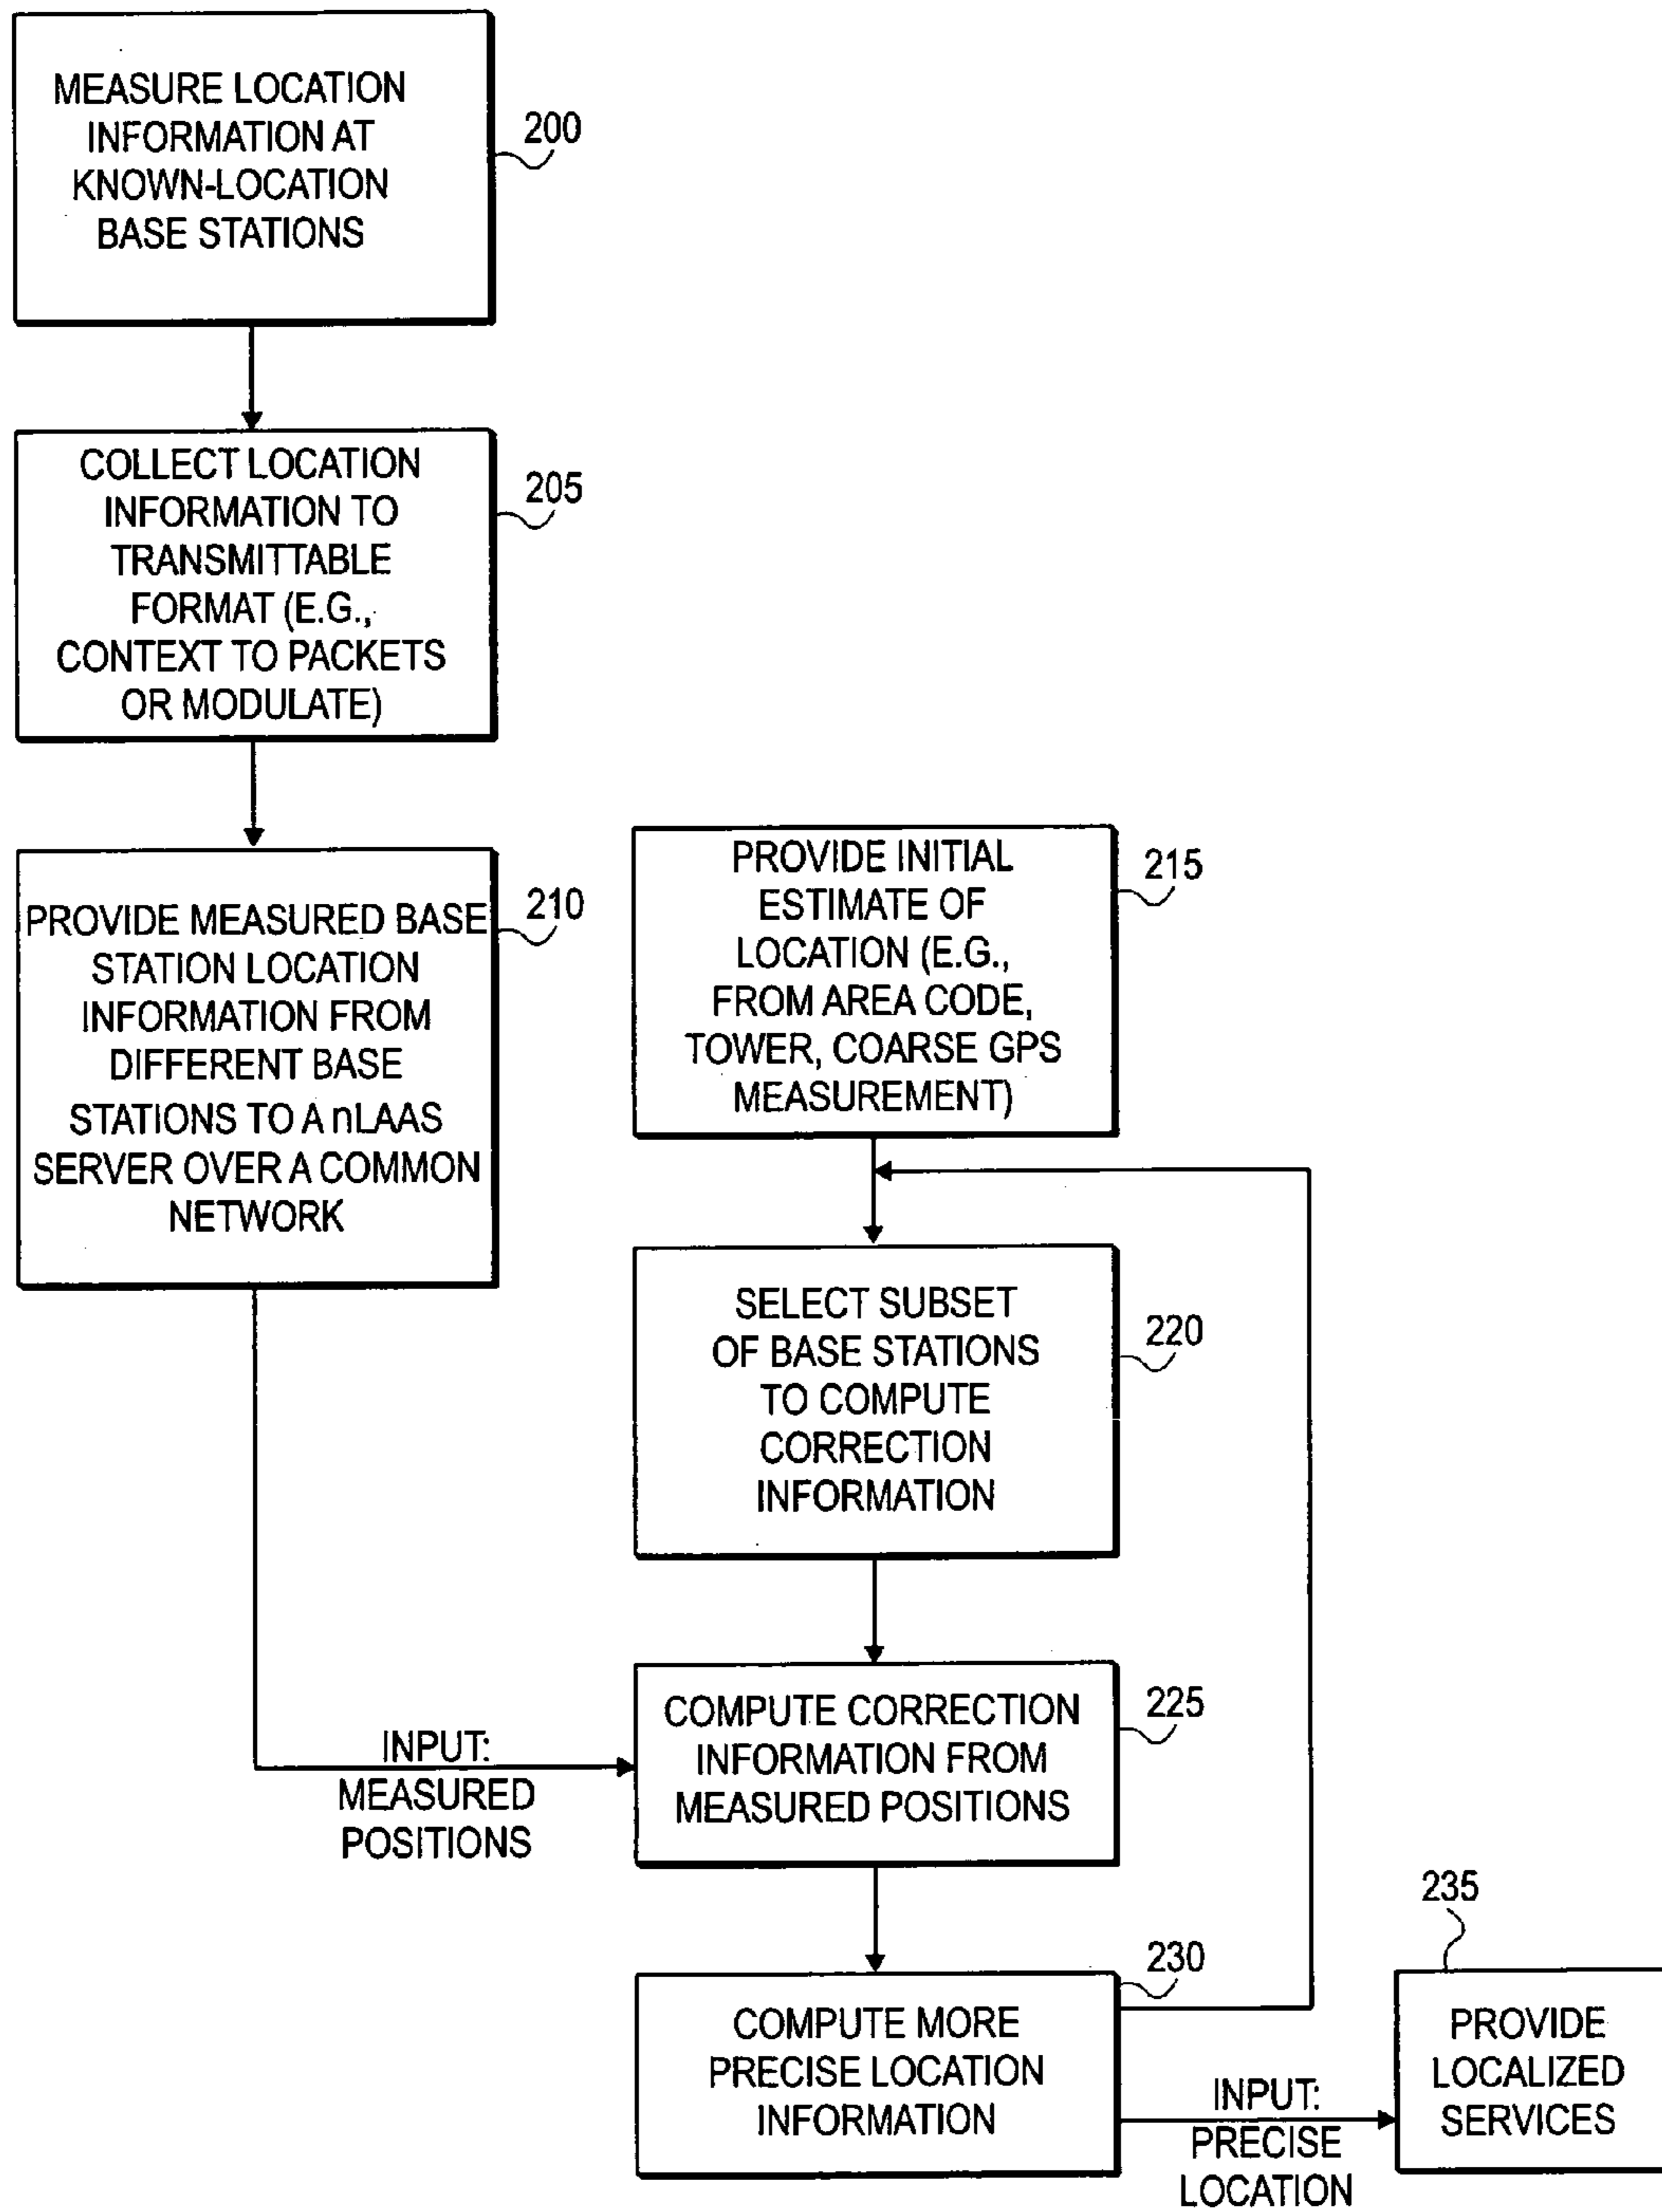 MEASURE LOCATION
INFORMATION AT
KNOWN-LOCATION
BASE STATIONS
200
COLLECT LOCATION
INFORMATION TO
TRANSMITTABLE
FORMAT (E.G.,
CONTEXT TO PACKETS
OR MODULATE)
205
PROVIDE MEASURED BASE
STATION LOCATION
INFORMATION FROM
DIFFERENT BASE
STATIONS TO A nLAAS
SERVER OVER A COMMON
NETWORK
210
PROVIDE INITIAL
ESTIMATE OF
LOCATION (E.G.,
FROM AREA CODE,
TOWER, COARSE GPS
MEASUREMENT)
215
SELECT SUBSET
OF BASE STATIONS
TO COMPUTE
CORRECTION
INFORMATION
220
INPUT:
MEASURED
POSITIONS
COMPUTE CORRECTION
INFORMATION FROM
MEASURED POSITIONS
225
COMPUTE MORE
PRECISE LOCATION
INFORMATION
230
INPUT:
PRECISE
LOCATION
235
PROVIDE
LOCALIZED
SERVICES